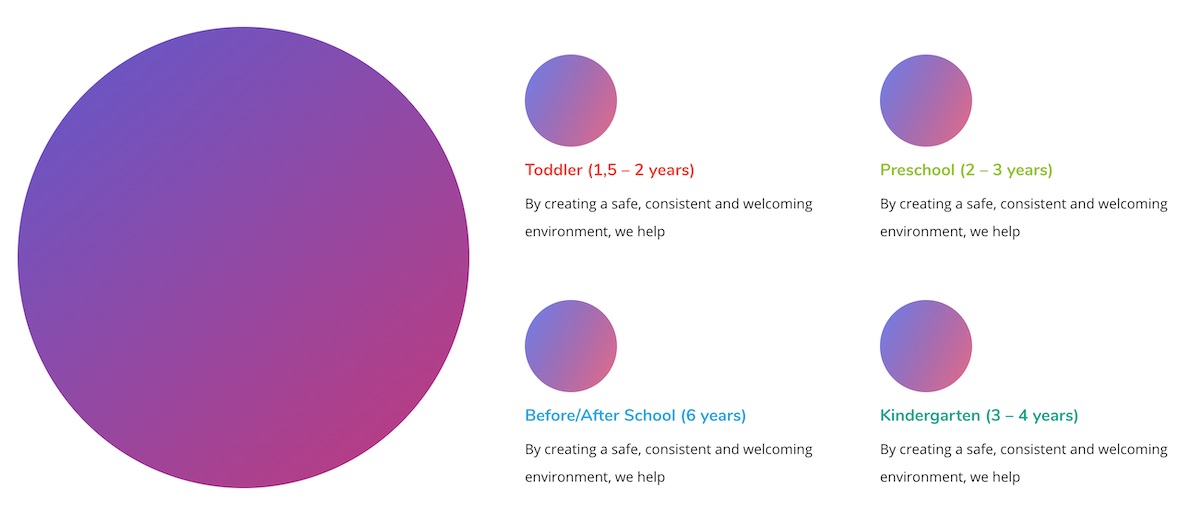 Toddler (1,5 – 2 years)
By creating a safe, consistent and welcoming
environment, we help
Preschool (2 – 3 years)
By creating a safe, consistent and welcoming
environment, we help
Before/After School (6 years)
By creating a safe, consistent and welcoming
environment, we help
Kindergarten (3 – 4 years)
By creating a safe, consistent and welcoming
environment, we help